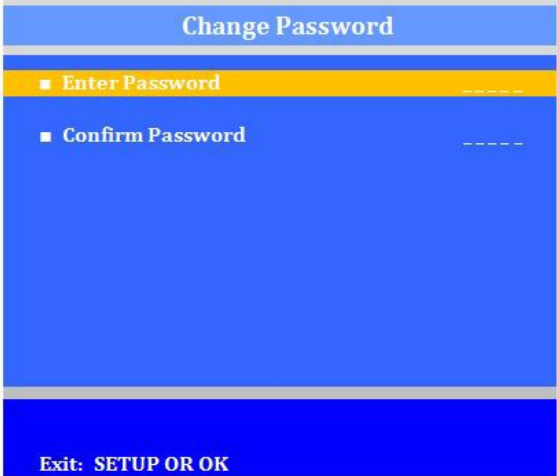 Change Password
■ Enter Password _ _ _ _ _
■ Confirm Password _ _ _ _ _
Exit: SETUP OR OK